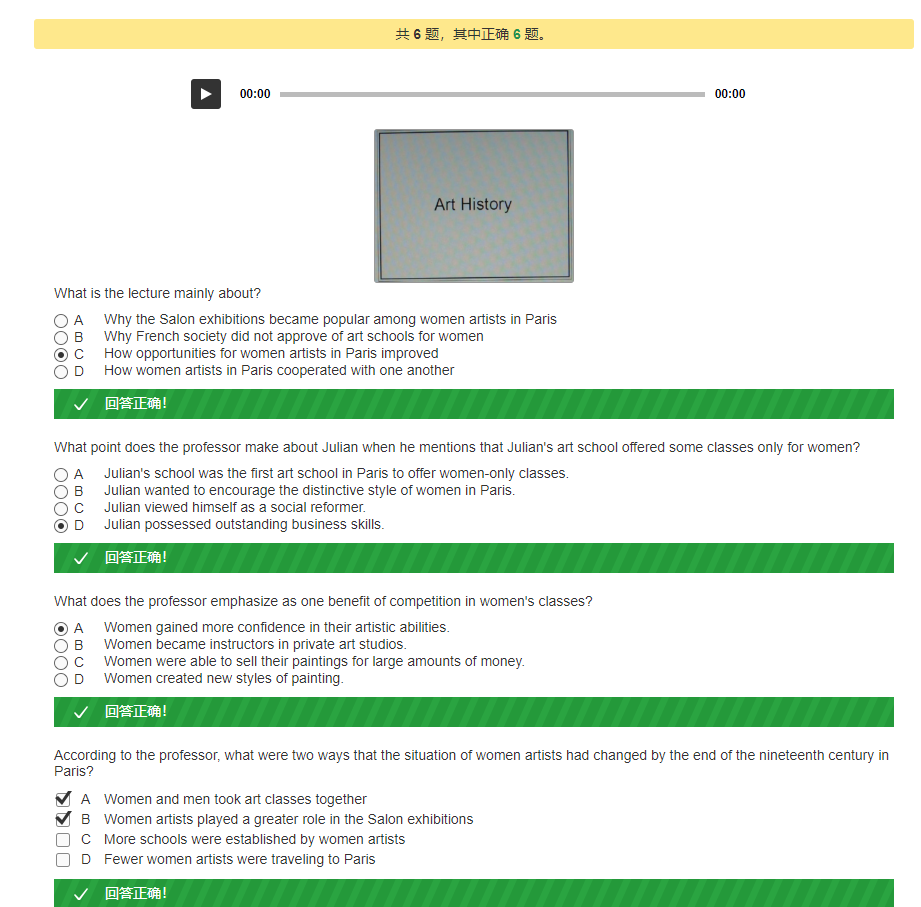 共 6 题，其中正确 6 题。
00:00 00:00
Art History
What is the lecture mainly about?
A Why the Salon exhibitions became popular among women artists in Paris
B Why French society did not approve of art schools for women
C How opportunities for women artists in Paris improved
D How women artists in Paris cooperated with one another
回答正确!
What point does the professor make about Julian when he mentions that Julian's art school offered some classes only for women?
A Julian's school was the first art school in Paris to offer women-only classes.
B Julian wanted to encourage the distinctive style of women in Paris.
C Julian viewed himself as a social reformer.
D Julian possessed outstanding business skills.
回答正确!
What does the professor emphasize as one benefit of competition in women's classes?
A Women gained more confidence in their artistic abilities.
B Women became instructors in private art studios.
C Women were able to sell their paintings for large amounts of money.
D Women created new styles of painting.
回答正确!
According to the professor, what were two ways that the situation of women artists had changed by the end of the nineteenth century in
Paris?
A Women and men took art classes together
B Women artists played a greater role in the Salon exhibitions
C More schools were established by women artists
D Fewer women artists were traveling to Paris
回答正确!